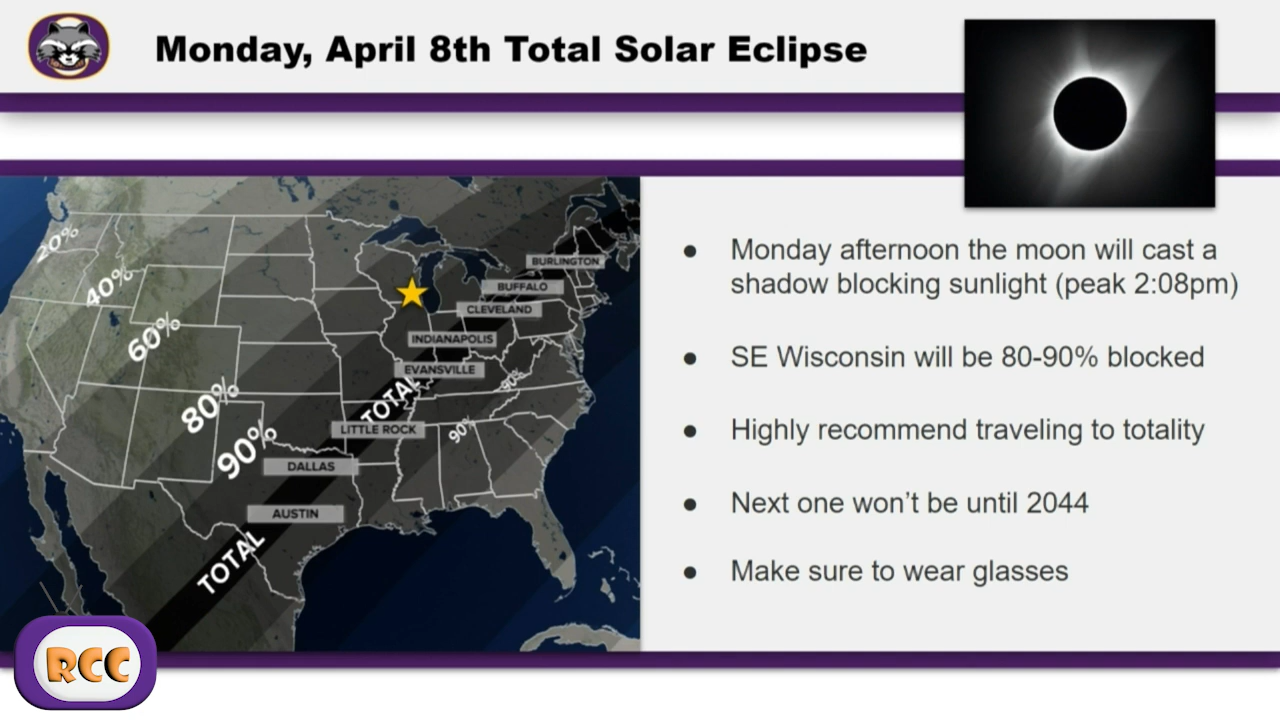 Monday, April 8th Total Solar Eclipse
20%
40%
60%
80%
90%
TOTAL
BURLINGTON
BUFFALO
CLEVELAND
INDIANAPOLIS
EVANSVILLE
90%
TOTAL
LITTLE ROCK
90%
DALLAS
AUSTIN
● Monday afternoon the moon will cast a
shadow blocking sunlight (peak 2:08pm)
● SE Wisconsin will be 80-90% blocked
● Highly recommend traveling to totality
● Next one won’t be until 2044
● Make sure to wear glasses
RCC